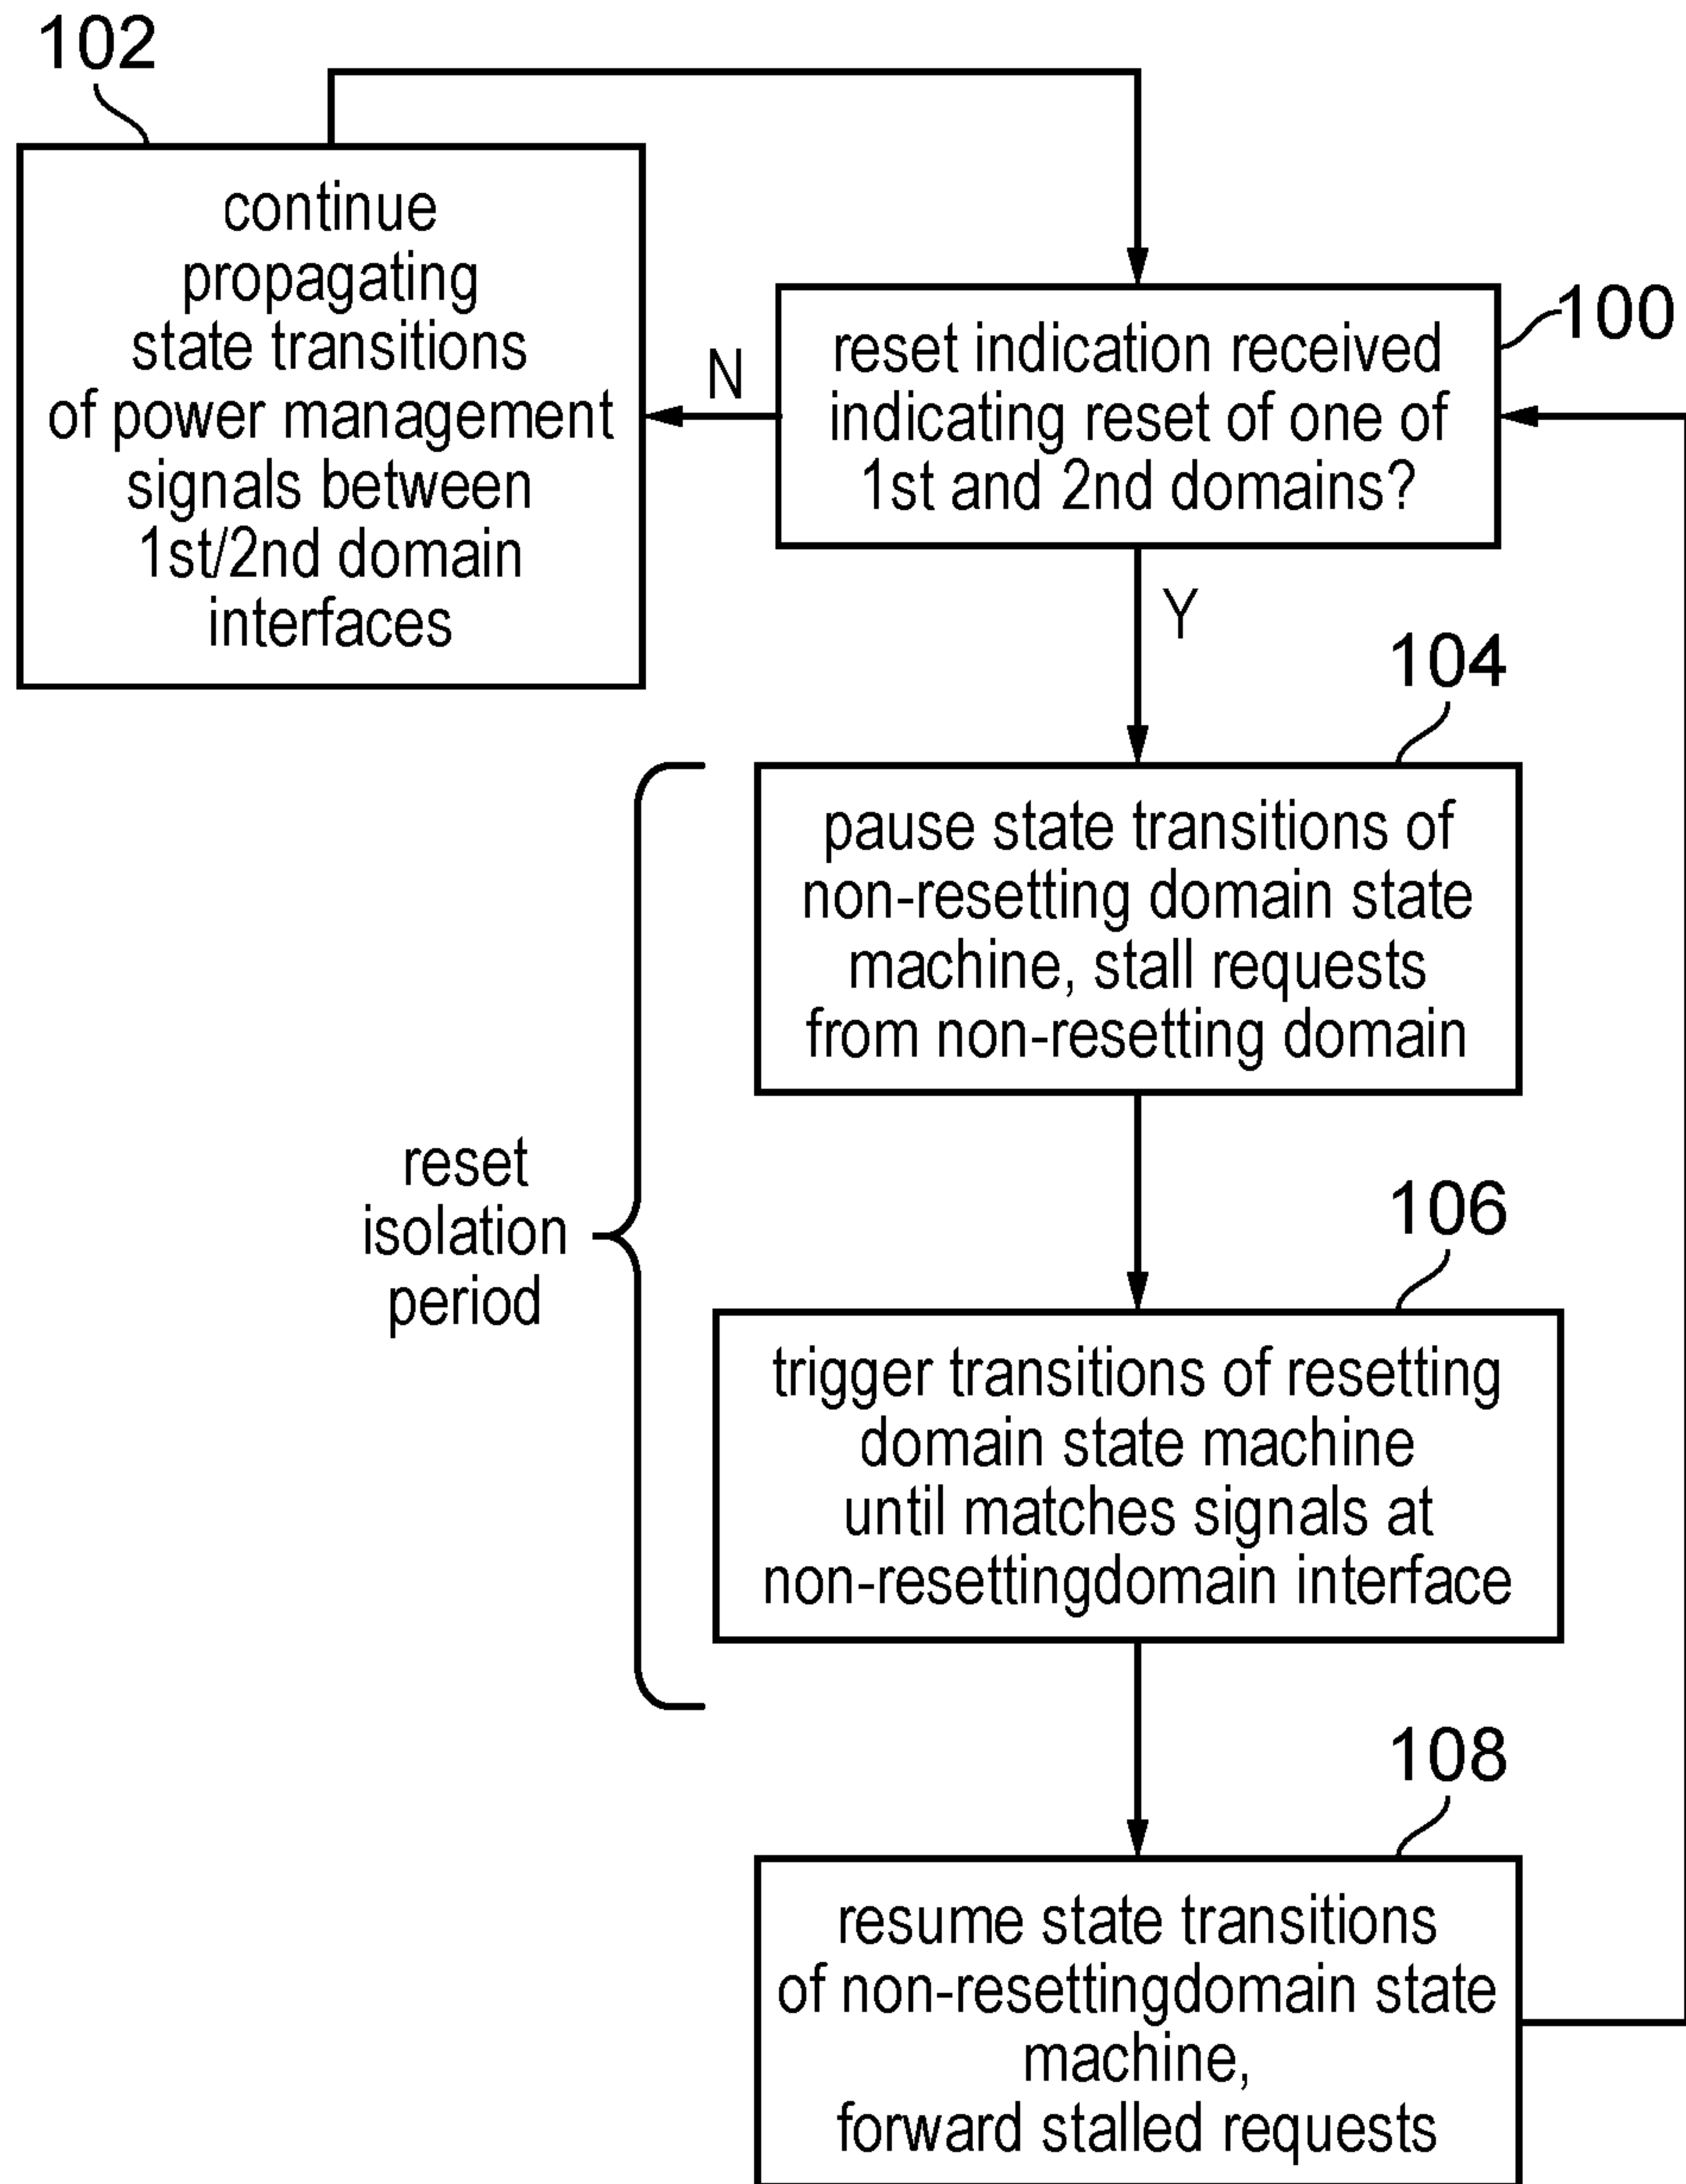 102
continue
propagating
state transitions
of power management
signals between
1st/2nd domain
interfaces
N
100
reset indication received
indicating reset of one of
1st and 2nd domains?
Y
104
pause state transitions of
non-resetting domain state
machine, stall requests
from non-resetting domain
reset
isolation
period
106
trigger transitions of resetting
domain state machine
until matches signals at
non-resettingdomain interface
108
resume state transitions
of non-resettingdomain state
machine,
forward stalled requests